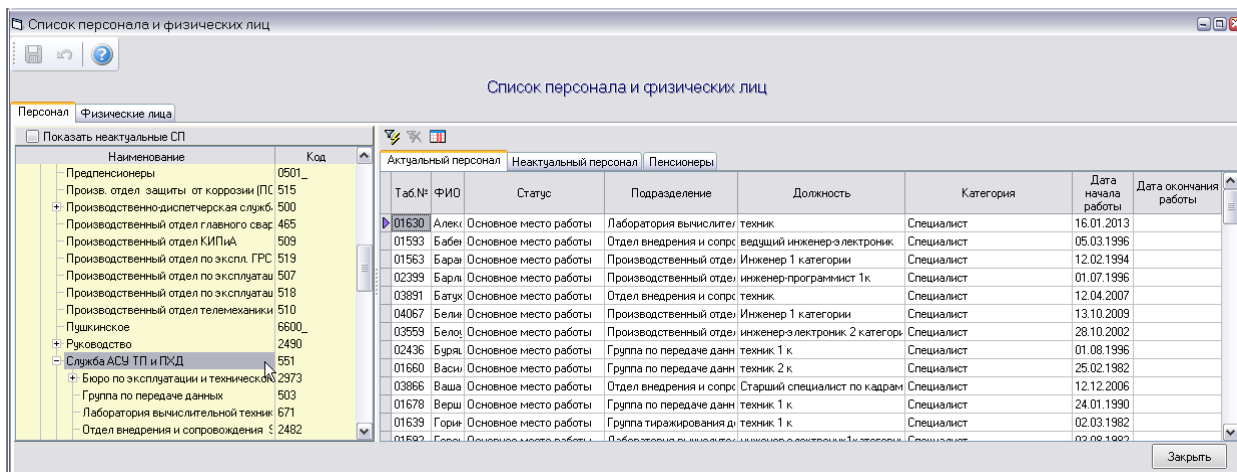 Список персонала и физических лиц
Список персонала и физических лиц
Персонал Физические лица
Показать неактуальные СП
Наименование Код
Предпенсионеры 0501_
Произв. отдел защиты от коррозии (ПС 515
Производственно-диспетчерская служб 500
Производственный отдел главного свар 465
Производственный отдел КИПиА 509
Производственный отдел по экспл. ГРС 519
Производственный отдел по эксплуатац 507
Производственный отдел по эксплуатац 518
Производственный отдел телемеханики 510
Пушкинское 6600_
Руководство 2490
Служба АСУ ТП и ПХД 551
Бюро по эксплуатации и техническо 2973
Группа по передаче данных 503
Лаборатория вычислительной техник 671
Отдел внедрения и сопровождения 2482
Актуальный персонал Неактуальный персонал Пенсионеры
Таб.№ ФИО Статус Подразделение Должность Категория Дата начала работы Дата окончания работы
01630 Алекс Основное место работы Лаборатория вычислител техник Специалист 16.01.2013
01593 Бабен Основное место работы Отдел внедрения и сопрс ведущий инженер-электроник Специалист 05.03.1996
01563 Баран Основное место работы Производственный отдел Инженер 1 категории Специалист 12.02.1994
02399 Барл Основное место работы Производственный отдел инженер-программист 1к Специалист 01.07.1996
03891 Батух Основное место работы Отдел внедрения и сопрс техник Специалист 12.04.2007
04067 Белин Основное место работы Производственный отдел Инженер 1 категории Специалист 13.10.2009
03559 Бело Основное место работы Производственный отдел инженер-электроник 2 категор Специалист 28.10.2002
02436 Буряц Основное место работы Группа по передаче данн техник 1 к Специалист 01.08.1996
01660 Васил Основное место работы Группа по передаче данн техник 2 к Специалист 25.02.1982
03866 Ваша Основное место работы Отдел внедрения и сопрс Старший специалист по кадрам Специалист 12.12.2006
01678 Верш Основное место работы Группа по передаче данн техник 1 к Специалист 24.01.1990
01639 Горин Основное место работы Группа тиражирования д техник 1 к Специалист 02.03.1982
Закрыть